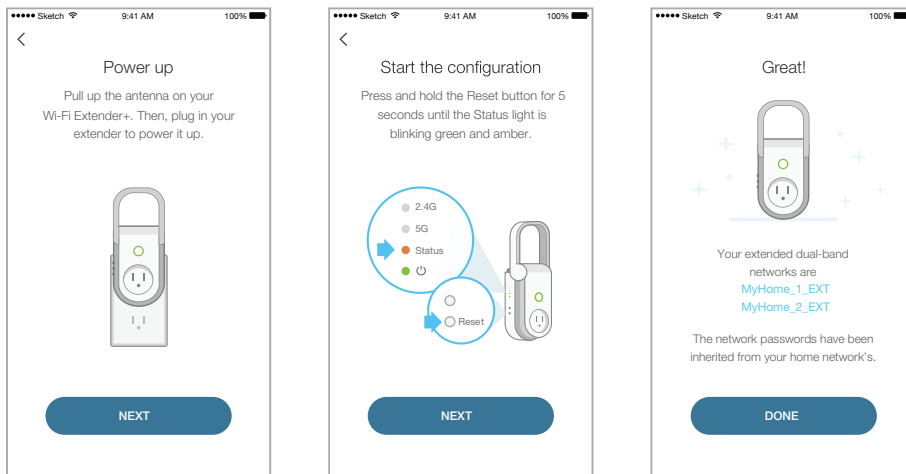 Sketch 9:41 AM 100%
Power up
Pull up the antenna on your
Wi-Fi Extender+. Then, plug in your
extender to power it up.
NEXT
Sketch 9:41 AM 100%
Start the configuration
Press and hold the Reset button for 5
seconds until the Status light is
blinking green and amber.
2.4G
5G
Status
Reset
NEXT
Sketch 9:41 AM 100%
Great!
Your extended dual-band
networks are
MyHome_1_EXT
MyHome_2_EXT
The network passwords have been
inherited from your home network's.
DONE